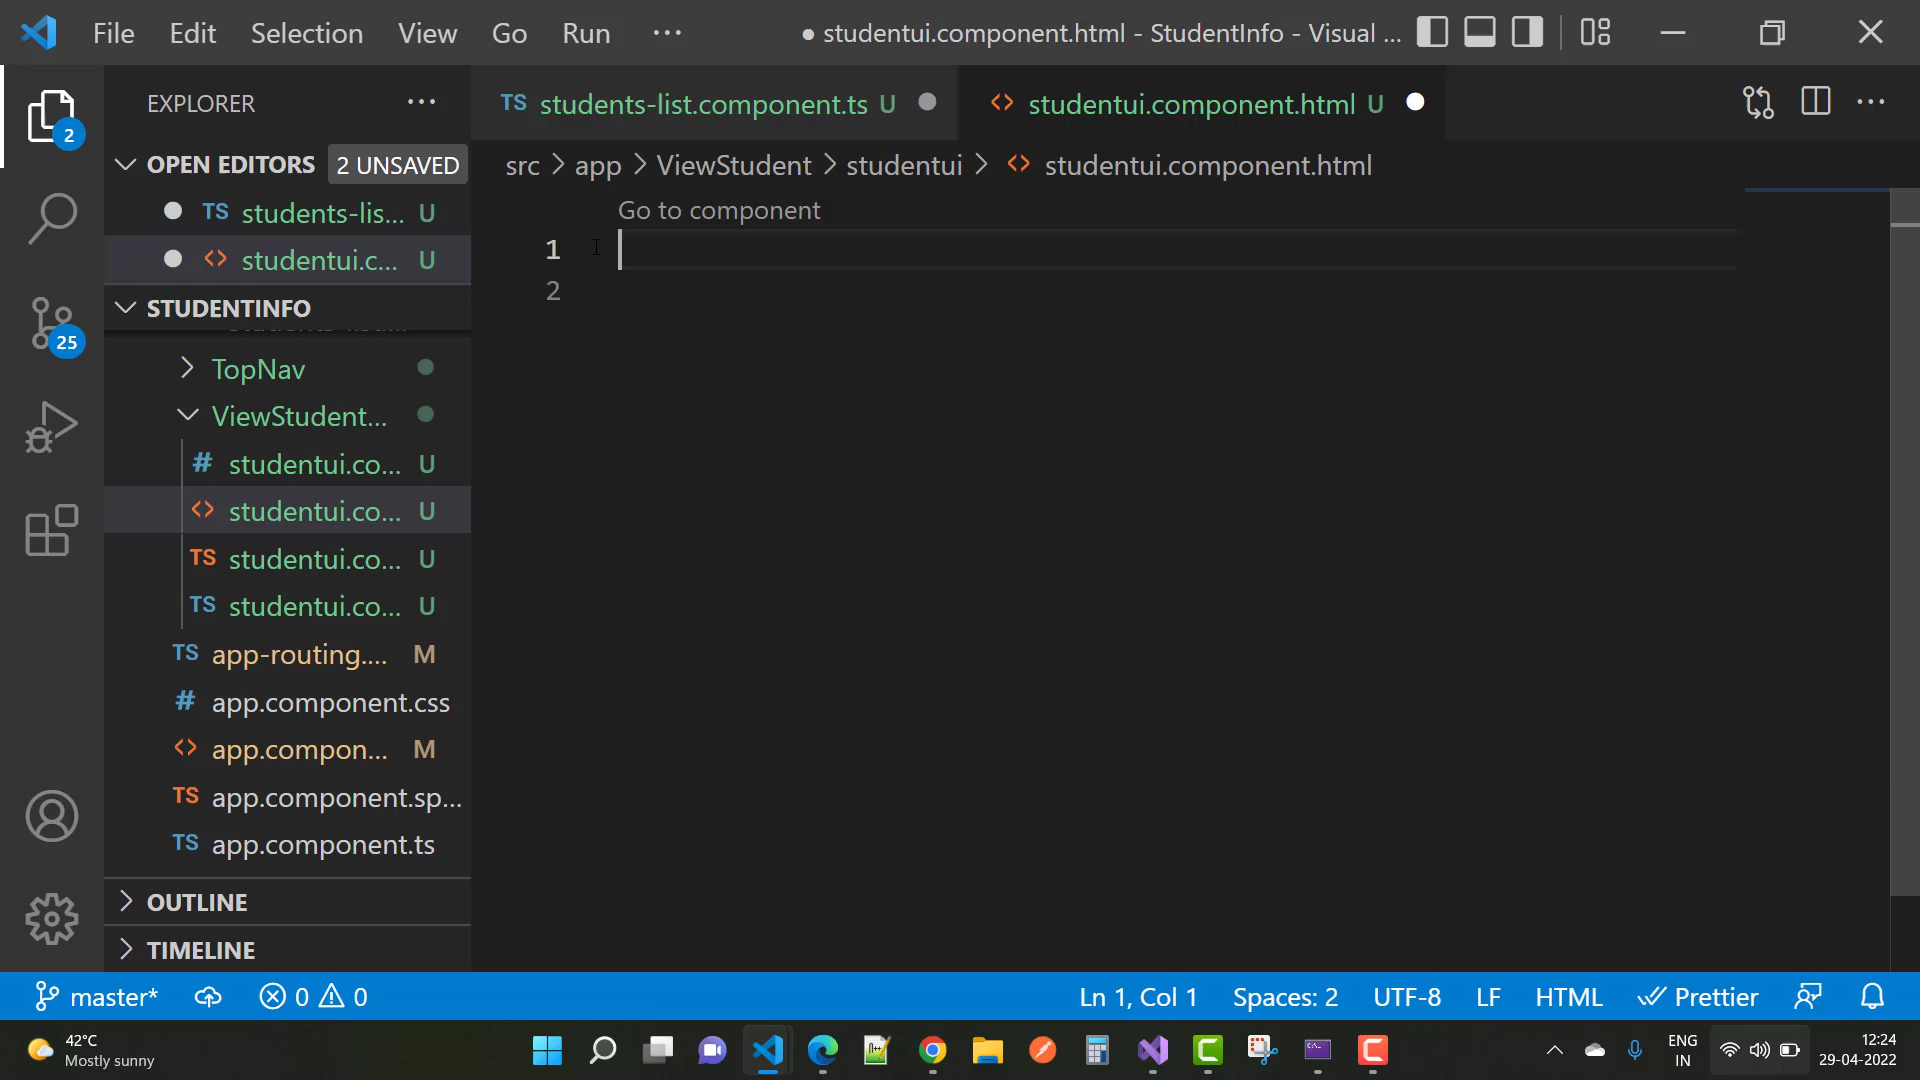 File Edit Selection View Go Run ···
● studentui.component.html - StudentInfo - Visual ...
EXPLORER ···
OPEN EDITORS 2 UNSAVED
TS students-lis... U
<> studentui.c... U
STUDENTINFO
TopNav
ViewStudent...
# studentui.co... U
<> studentui.co... U
TS studentui.co... U
TS studentui.co... U
TS app-routing.... M
# app.component.css
<> app.compon... M
TS app.component.sp...
TS app.component.ts
OUTLINE
TIMELINE
TS students-list.component.ts U
<> studentui.component.html U
src > app > ViewStudent > studentui > <> studentui.component.html
Go to component
1
2
2
25
master* 0 0
Ln 1, Col 1 Spaces: 2 UTF-8 LF HTML Prettier
42°C
Mostly sunny
ENG
IN
12:24
29-04-2022